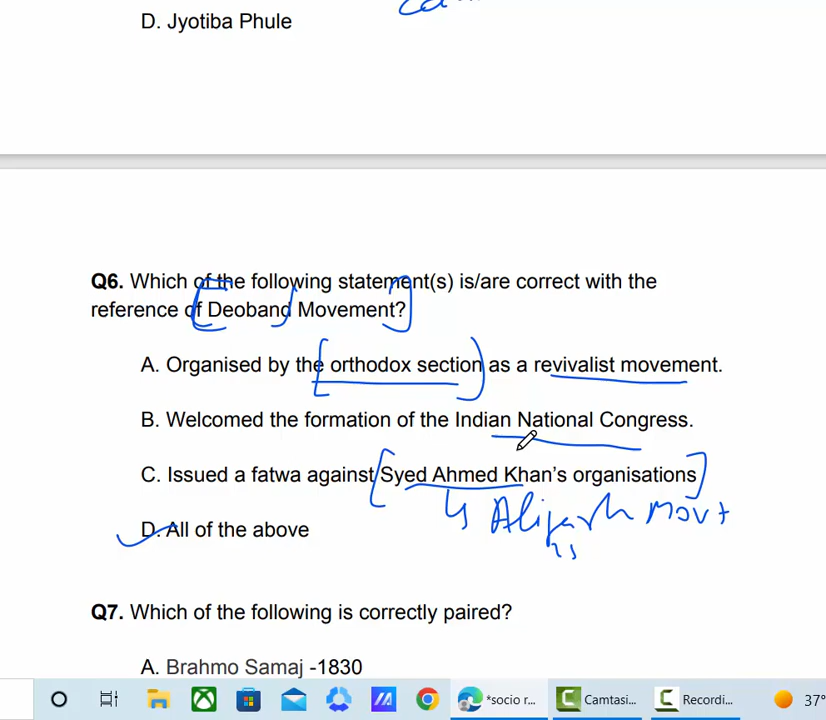 D. Jyotiba Phule
Q6. Which of the following statement(s) is/are correct with the
reference of Deoband Movement?
A. Organised by the orthodox section as a revivalist movement.
B. Welcomed the formation of the Indian National Congress.
C. Issued a fatwa against Syed Ahmed Khan's organisations
Aligarh Movt
D. All of the above
Q7. Which of the following is correctly paired?
A. Brahmo Samaj -1830
*socio r... Camtasi... Recordi... 37°